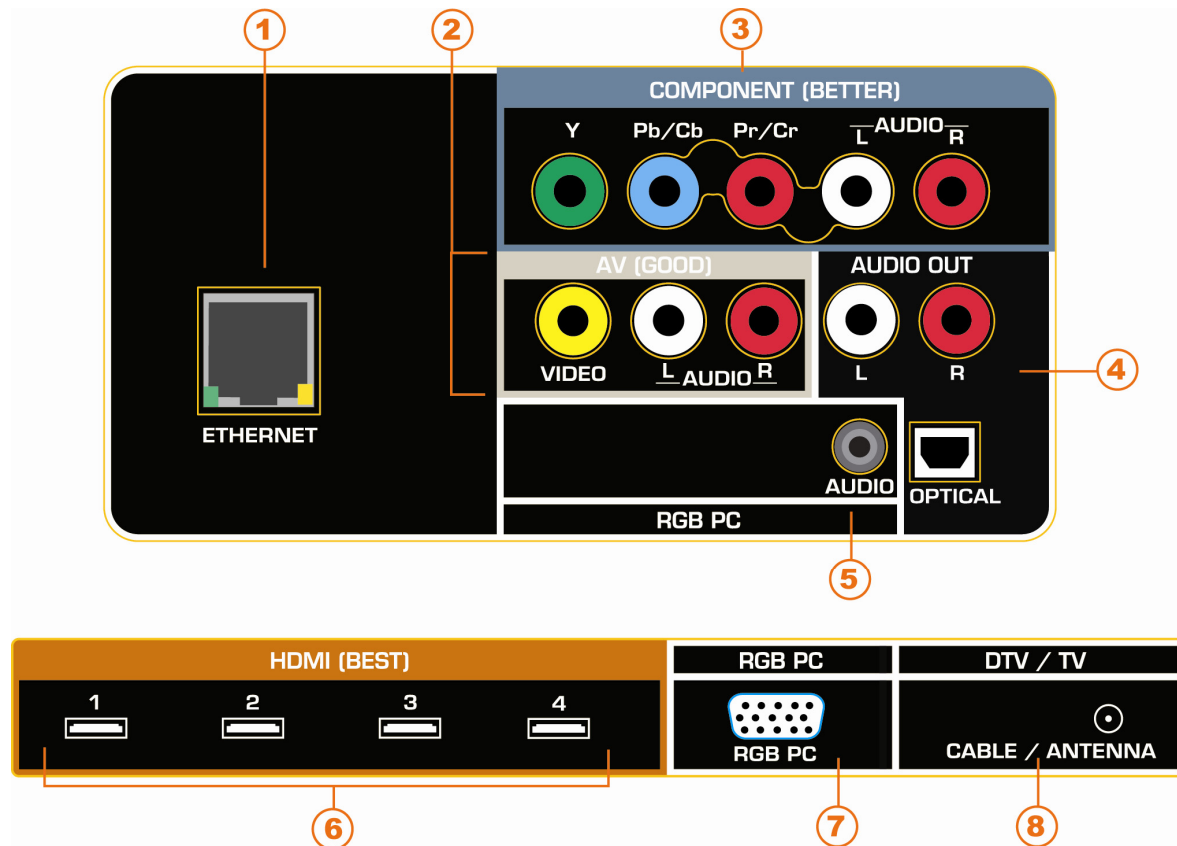 1 2 3
COMPONENT (BETTER)
Y Pb/Cb Pr/Cr L AUDIO R
AV (GOOD) AUDIO OUT
VIDEO L AUDIO R L R
4
ETHERNET
AUDIO OPTICAL
RGB PC
5
HDMI (BEST) RGB PC DTV / TV
1 2 3 4
RGB PC CABLE / ANTENNA
6 7 8